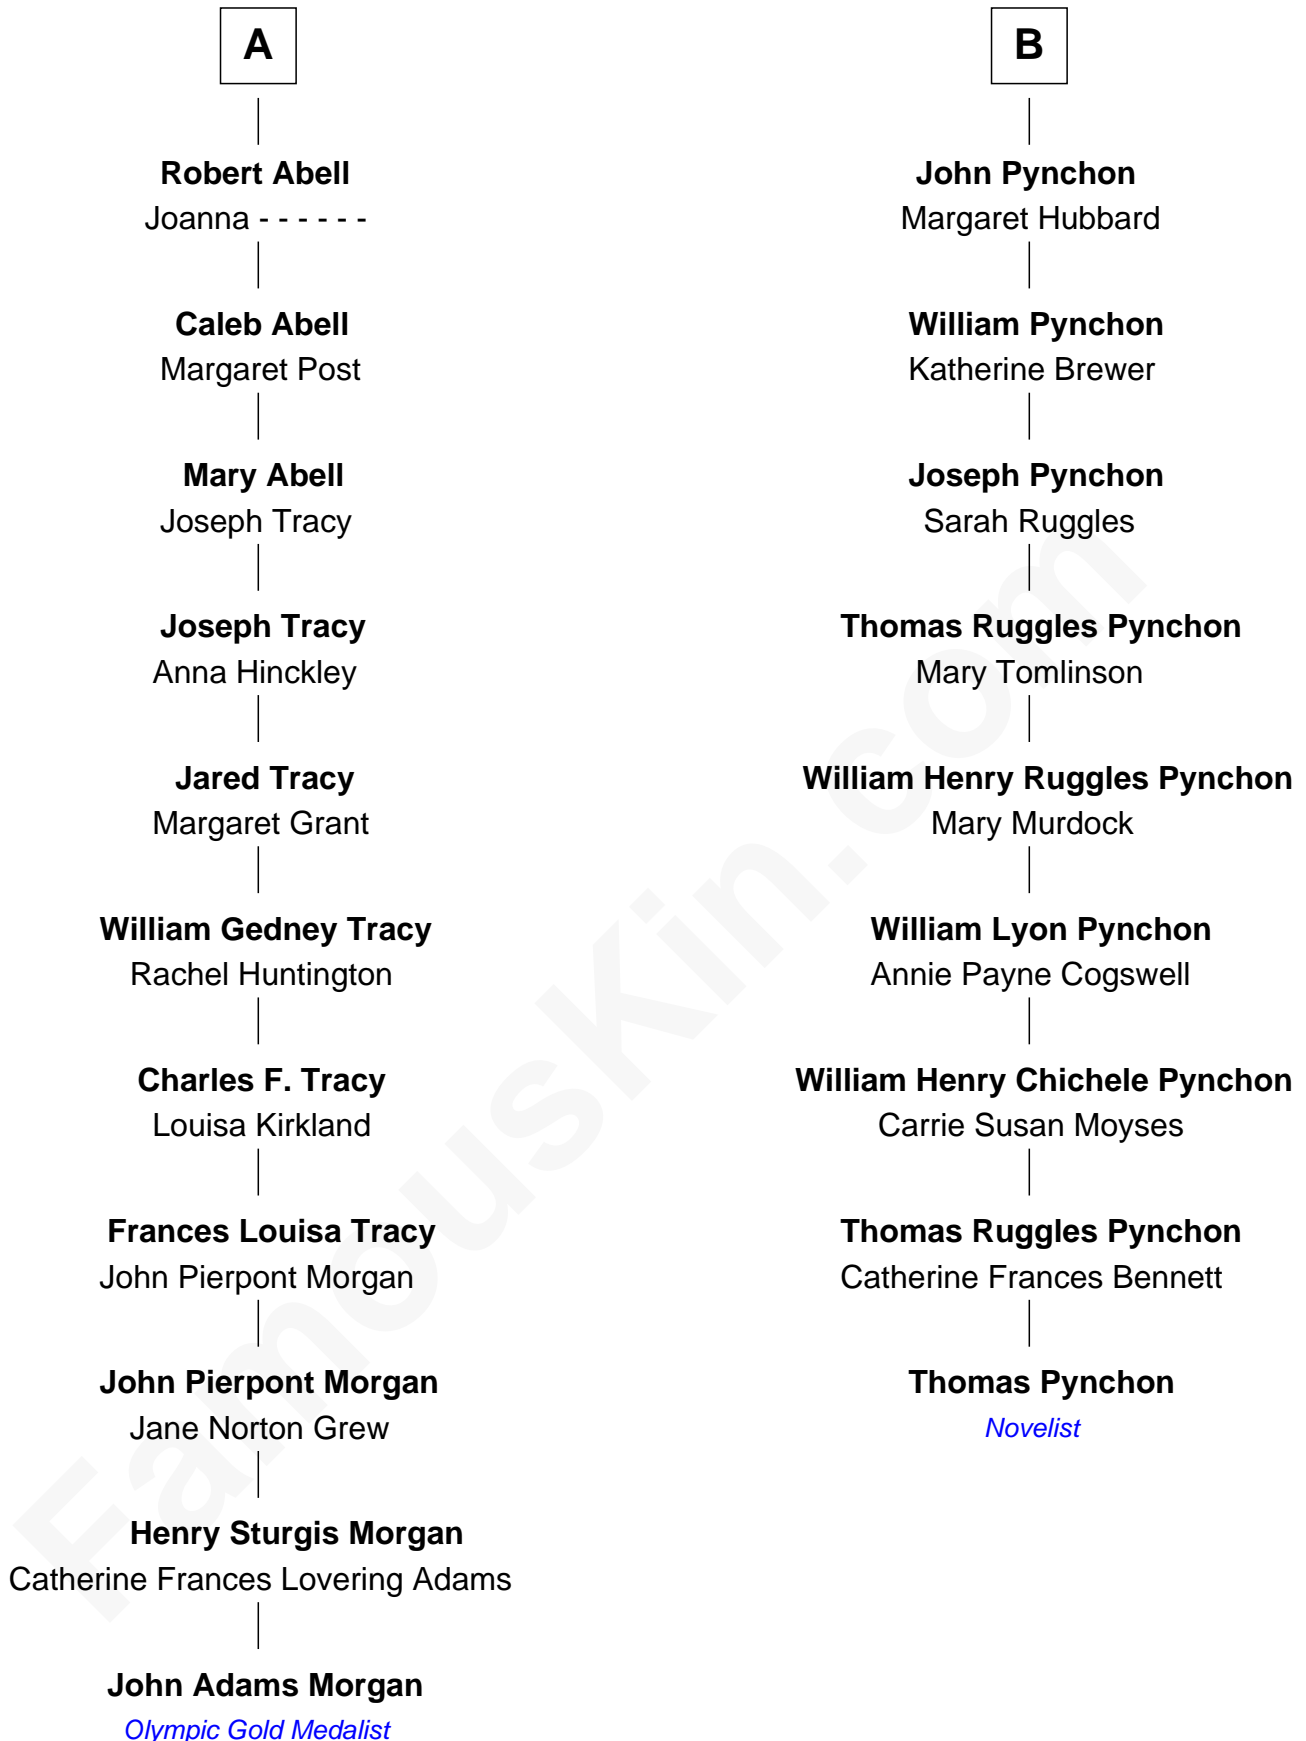 A
Robert Abell
Joanna - - - - - -
Caleb Abell
Margaret Post
Mary Abell
Joseph Tracy
Joseph Tracy
Anna Hinckley
Jared Tracy
Margaret Grant
William Gedney Tracy
Rachel Huntington
Charles F. Tracy
Louisa Kirkland
Frances Louisa Tracy
John Pierpont Morgan
John Pierpont Morgan
Jane Norton Grew
Henry Sturgis Morgan
Catherine Frances Lovering Adams
John Adams Morgan
Olympic Gold Medalist
B
John Pynchon
Margaret Hubbard
William Pynchon
Katherine Brewer
Joseph Pynchon
Sarah Ruggles
Thomas Ruggles Pynchon
Mary Tomlinson
William Henry Ruggles Pynchon
Mary Murdock
William Lyon Pynchon
Annie Payne Cogswell
William Henry Chichele Pynchon
Carrie Susan Moyses
Thomas Ruggles Pynchon
Catherine Frances Bennett
Thomas Pynchon
Novelist
FamousKin.com